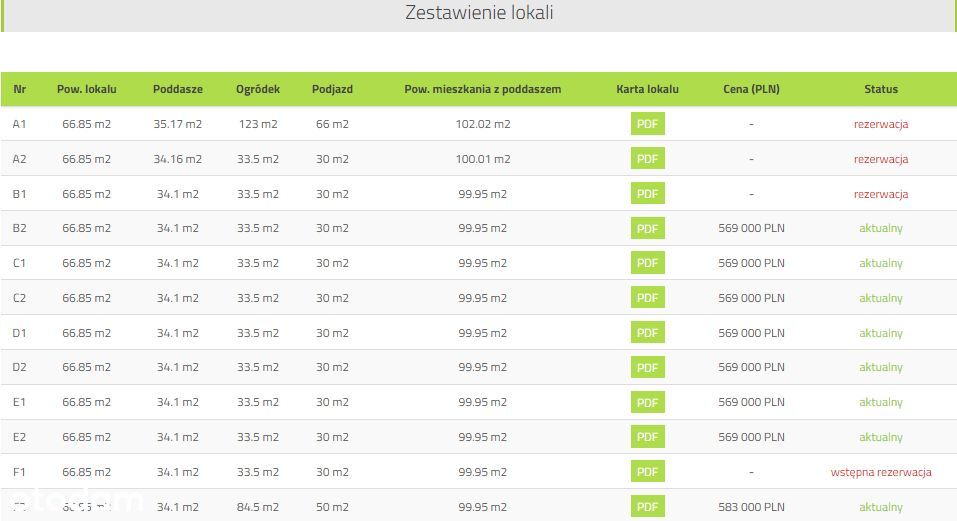 Zestawienie lokali
Nr Pow. lokalu Poddasze Ogródek Podjazd Pow. mieszkania z poddaszem Karta lokalu Cena (PLN) Status
A1 66.85 m2 35.17 m2 123 m2 66 m2 102.02 m2 PDF - rezerwacja
A2 66.85 m2 34.16 m2 33.5 m2 30 m2 100.01 m2 PDF - rezerwacja
B1 66.85 m2 34.1 m2 33.5 m2 30 m2 99.95 m2 PDF - rezerwacja
B2 66.85 m2 34.1 m2 33.5 m2 30 m2 99.95 m2 PDF 569 000 PLN aktualny
C1 66.85 m2 34.1 m2 33.5 m2 30 m2 99.95 m2 PDF 569 000 PLN aktualny
C2 66.85 m2 34.1 m2 33.5 m2 30 m2 99.95 m2 PDF 569 000 PLN aktualny
D1 66.85 m2 34.1 m2 33.5 m2 30 m2 99.95 m2 PDF 569 000 PLN aktualny
D2 66.85 m2 34.1 m2 33.5 m2 30 m2 99.95 m2 PDF 569 000 PLN aktualny
E1 66.85 m2 34.1 m2 33.5 m2 30 m2 99.95 m2 PDF 569 000 PLN aktualny
E2 66.85 m2 34.1 m2 33.5 m2 30 m2 99.95 m2 PDF 569 000 PLN aktualny
F1 66.85 m2 34.1 m2 33.5 m2 30 m2 99.95 m2 PDF - wstępna rezerwacja
otodom m2 34.1 m2 84.5 m2 50 m2 99.95 m2 PDF 583 000 PLN aktualny